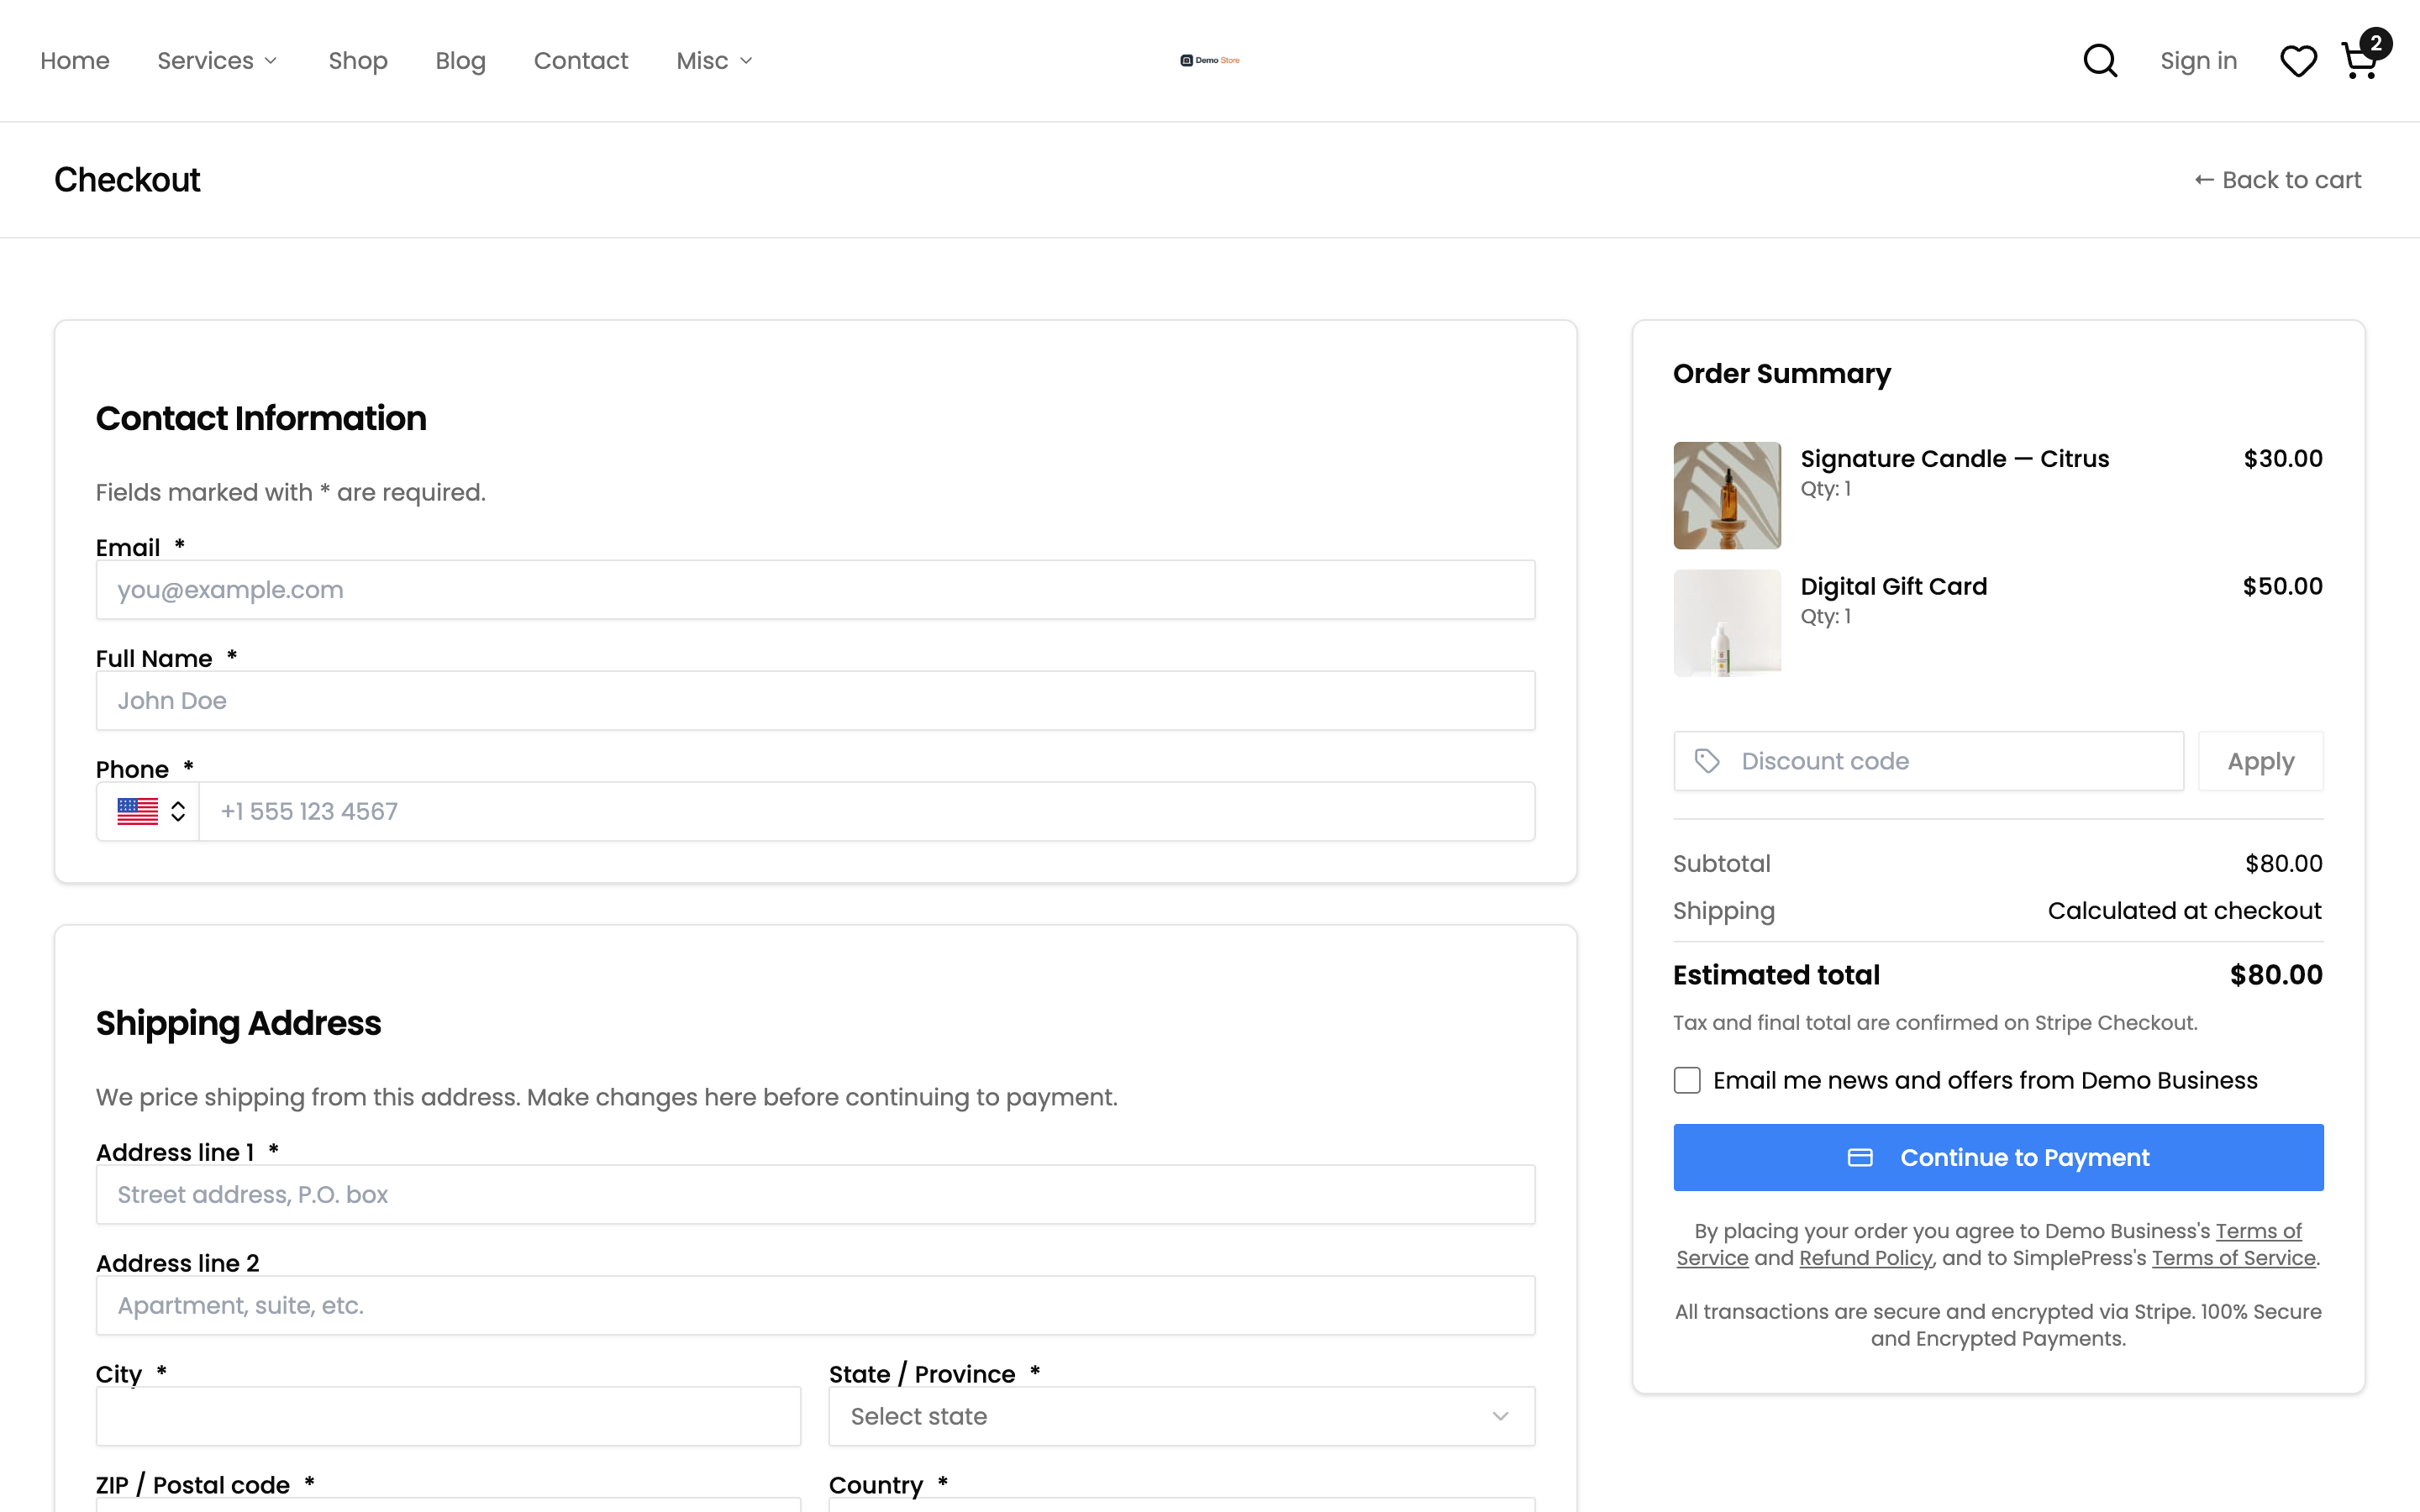 Home Services Shop Blog Contact Misc
Demo Store
Sign in
2
Checkout
← Back to cart
Contact Information
Fields marked with * are required.
Email *
you@example.com
Full Name *
John Doe
Phone *
+1 555 123 4567
Shipping Address
We price shipping from this address. Make changes here before continuing to payment.
Address line 1 *
Street address, P.O. box
Address line 2
Apartment, suite, etc.
City * State / Province *
Select state
ZIP / Postal code * Country *
Order Summary
Signature Candle — Citrus $30.00
Qty: 1
Digital Gift Card $50.00
Qty: 1
Discount code Apply
Subtotal $80.00
Shipping Calculated at checkout
Estimated total $80.00
Tax and final total are confirmed on Stripe Checkout.
Email me news and offers from Demo Business
Continue to Payment
By placing your order you agree to Demo Business's Terms of
Service and Refund Policy, and to SimplePress's Terms of Service.
All transactions are secure and encrypted via Stripe. 100% Secure
and Encrypted Payments.